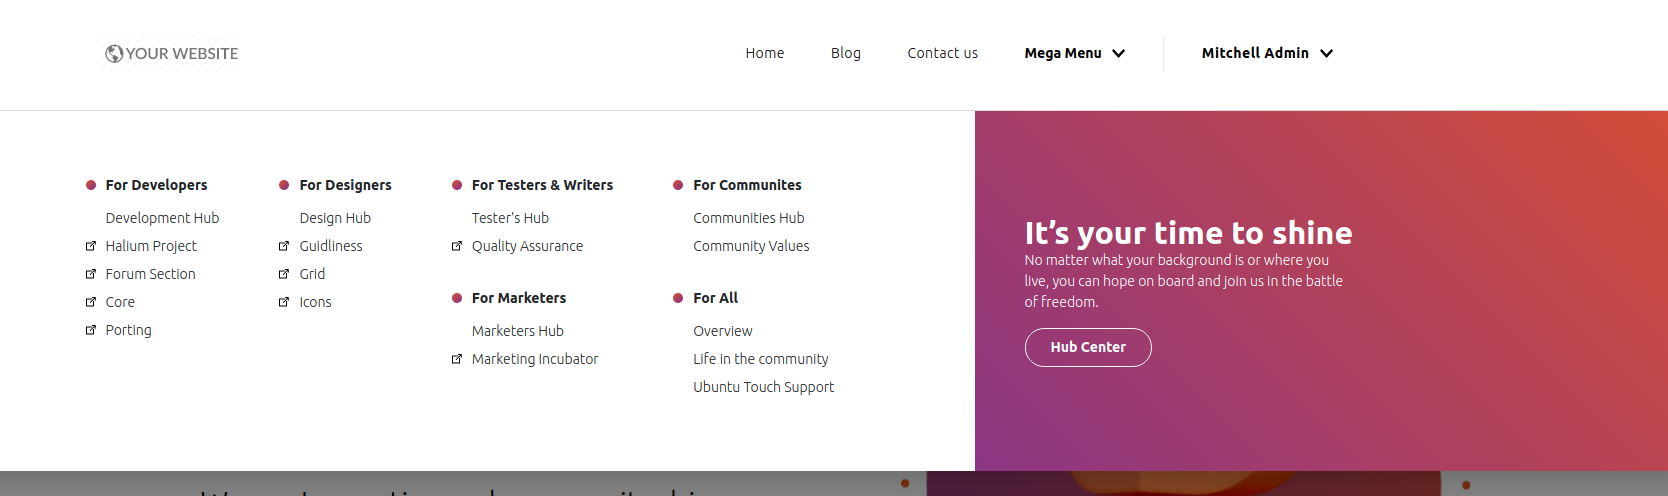 YOUR WEBSITE
Home
Blog
Contact us
Mega Menu
Mitchell Admin
For Developers
Development Hub
Halium Project
Forum Section
Core
Porting
For Designers
Design Hub
Guidliness
Grid
Icons
For Testers & Writers
Tester's Hub
Quality Assurance
For Marketers
Marketers Hub
Marketing Incubator
For Communites
Communities Hub
Community Values
For All
Overview
Life in the community
Ubuntu Touch Support
It's your time to shine
No matter what your background is or where you
live, you can hope on board and join us in the battle
of freedom.
Hub Center